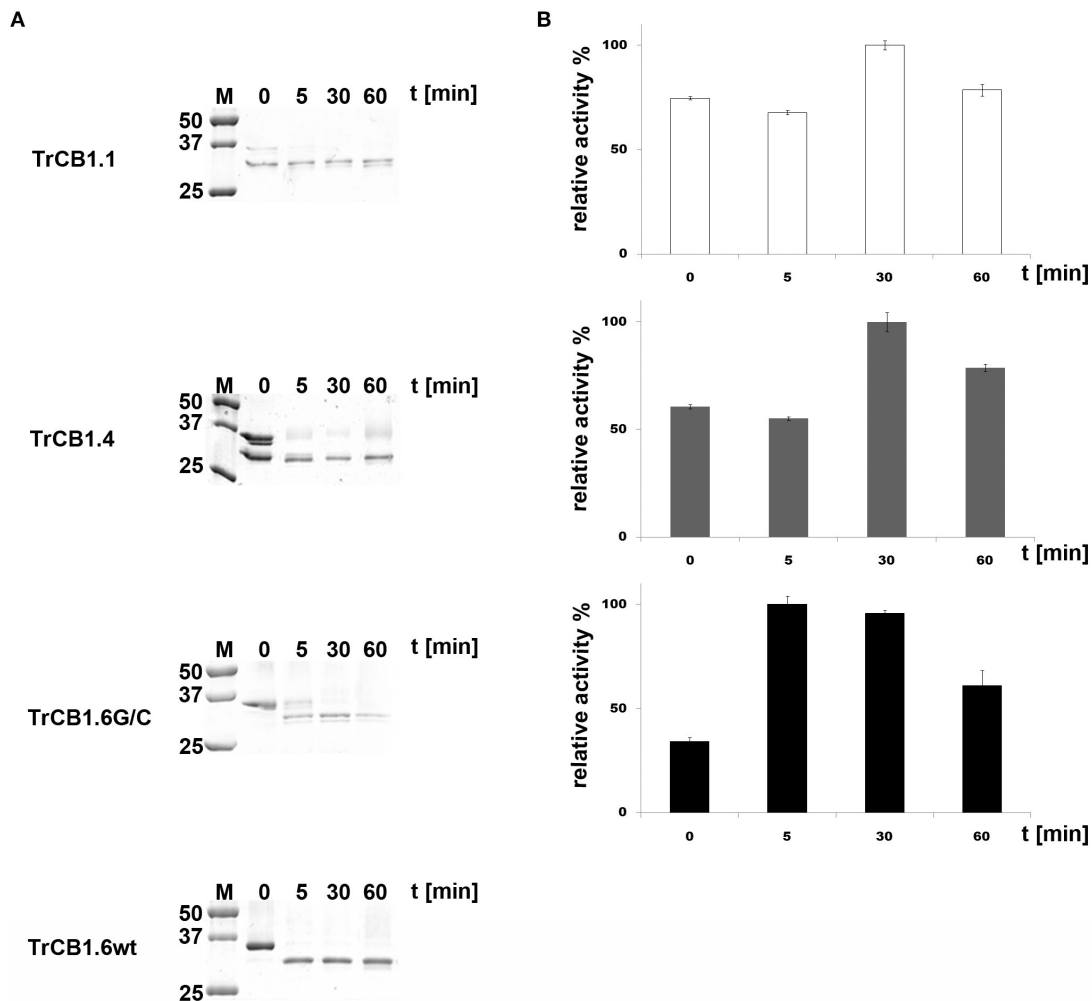 A
M 0 5 30 60 t [min]
50
37
TrCB1.1
25
M 0 5 30 60 t [min]
50
37
TrCB1.4
25
M 0 5 30 60 t [min]
50
37
TrCB1.6G/C
25
M 0 5 30 60 t [min]
50
37
TrCB1.6wt
25
B
relative activity %
100
50
0
0 5 30 60 t [min]
relative activity %
100
50
0
0 5 30 60 t [min]
relative activity %
100
50
0
0 5 30 60 t [min]